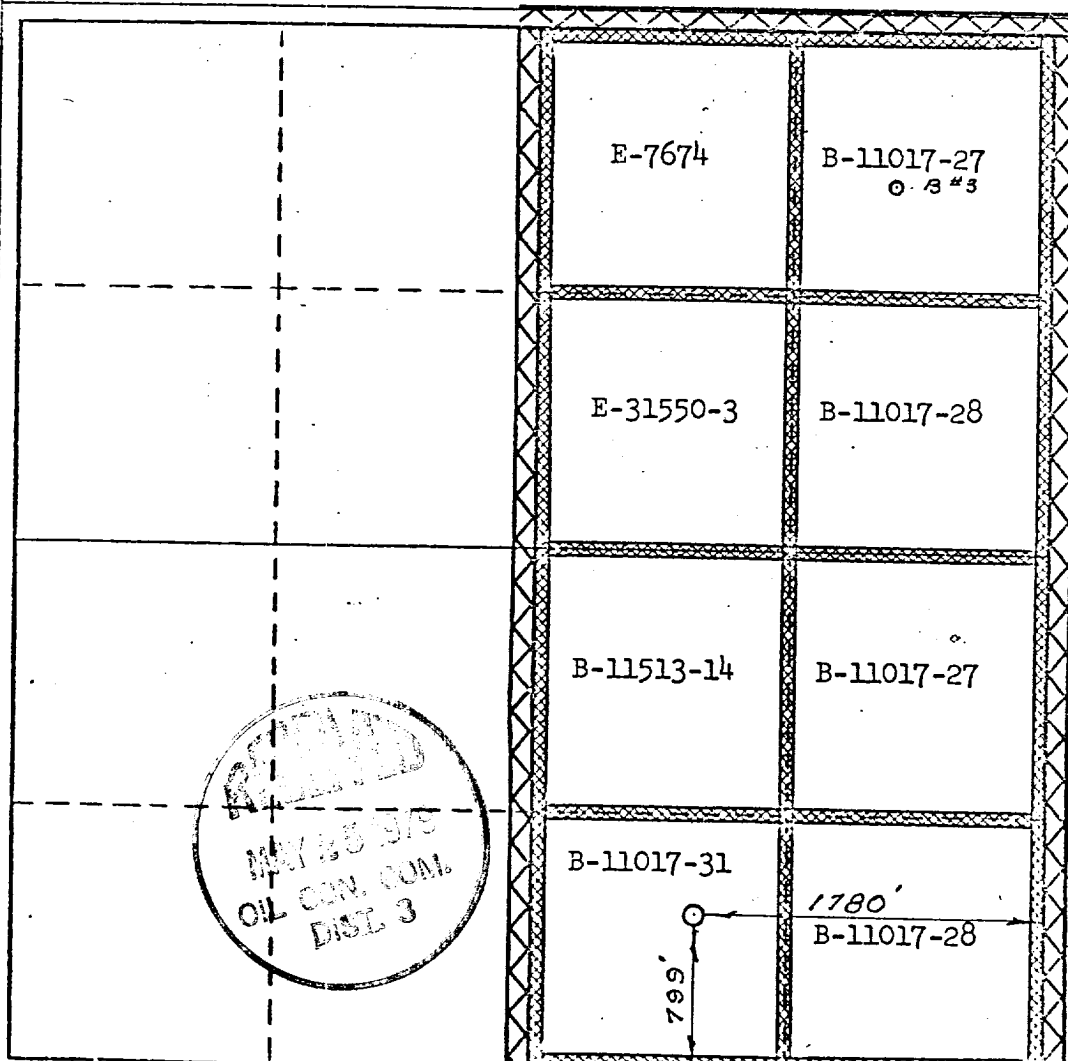 E-7674
B-11017-27
B #3
E-31550-3
B-11017-28
B-11513-14
B-11017-27
B-11017-31
1780'
B-11017-28
799'
RECEIVED
MAY 25 1979
OIL CON. COM.
DIST. 3